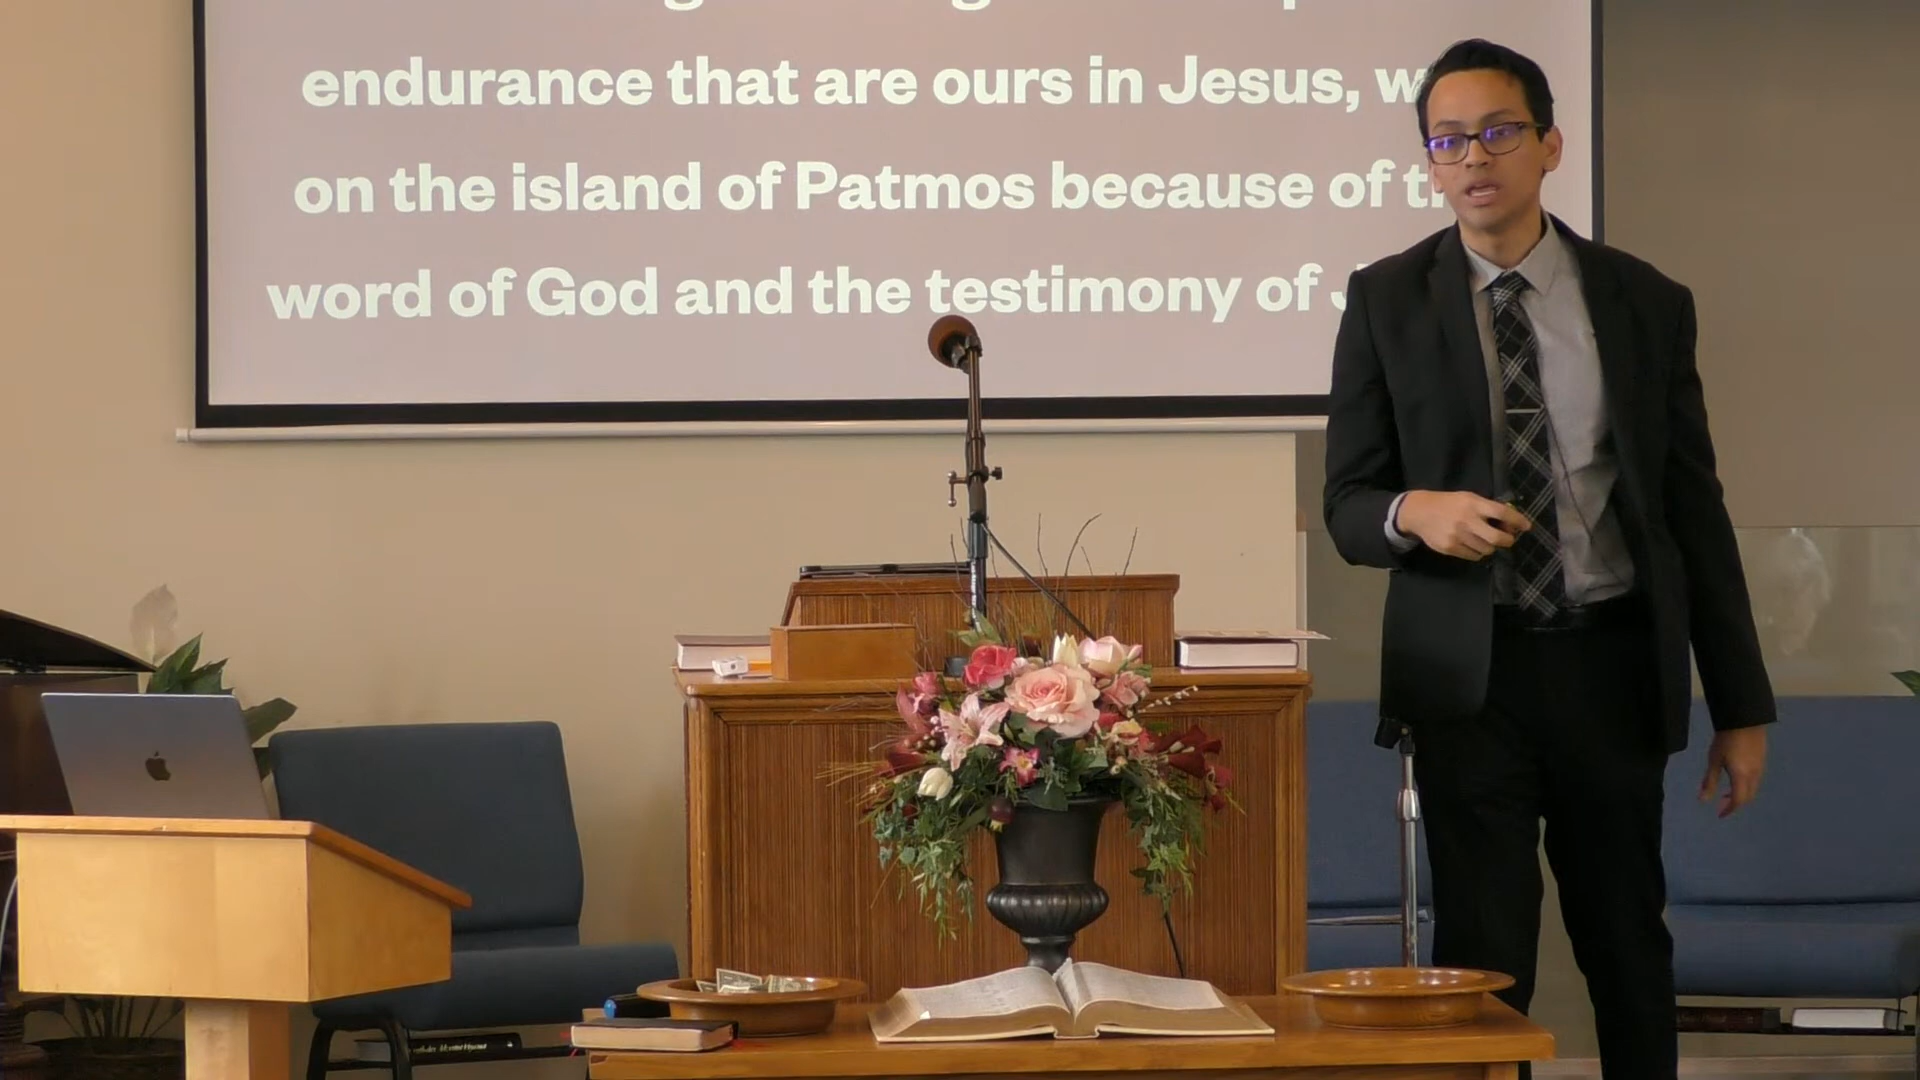 endurance that are ours in Jesus,
on the island of Patmos because of
word of God and the testimony of